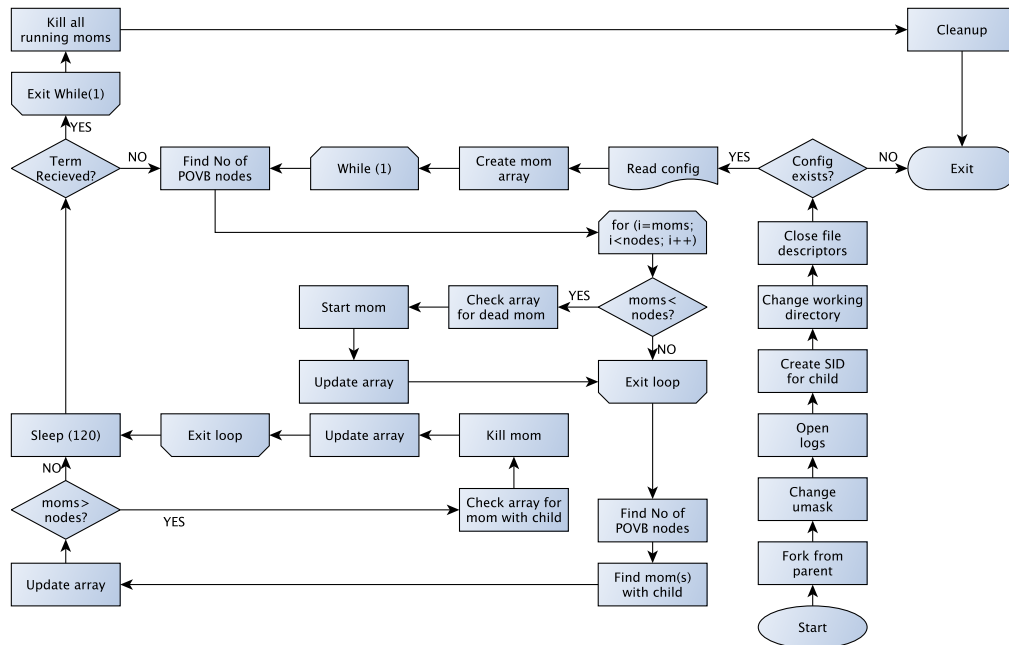 Kill all
running moms
Cleanup
Exit While(1)
YES
Term
Recieved?
NO
Find No of
POVB nodes
While (1)
Create mom
array
Read config
YES
Config
exists?
NO
Exit
for (i=moms;
i<nodes; i++)
Close file
descriptors
Start mom
Check array
for dead mom
YES
moms<
nodes?
NO
Change working
directory
Update array
Exit loop
Create SID
for child
Sleep (120)
Exit loop
Update array
Kill mom
Open
logs
NO
moms>
nodes?
YES
Check array for
mom with child
Find No of
POVB nodes
Change
umask
Update array
Find mom(s)
with child
Fork from
parent
Start